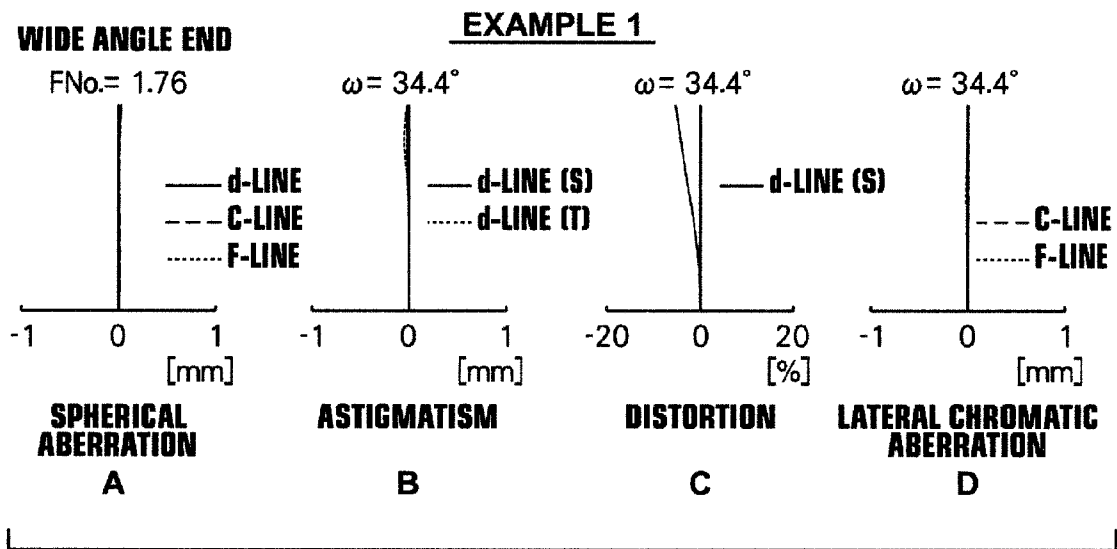 EXAMPLE 1
WIDE ANGLE END
FNo.= 1.76
ω= 34.4°
ω= 34.4°
ω= 34.4°
d-LINE
C-LINE
F-LINE
d-LINE (S)
d-LINE (T)
d-LINE (S)
C-LINE
F-LINE
-1 0 1
[mm]
-1 0 1
[mm]
-20 0 20
[%]
-1 0 1
[mm]
SPHERICAL
ABERRATION
ASTIGMATISM
DISTORTION
LATERAL CHROMATIC
ABERRATION
A
B
C
D